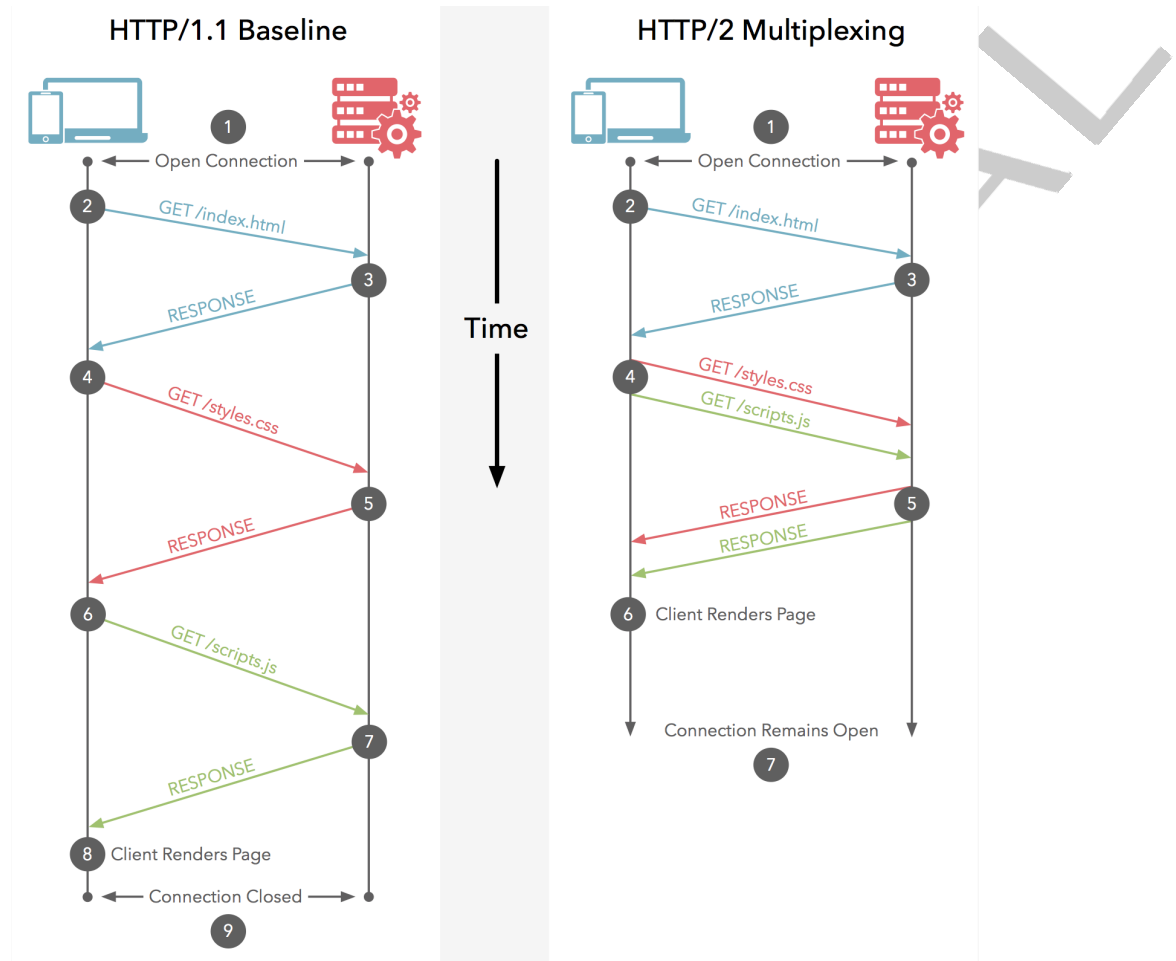 HTTP/1.1 Baseline
1
Open Connection
2
GET /index.html
3
RESPONSE
4
GET /styles.css
5
RESPONSE
6
GET /scripts.js
7
RESPONSE
8 Client Renders Page
Connection Closed
9
Time
HTTP/2 Multiplexing
1
Open Connection
2
GET /index.html
3
RESPONSE
4
GET /styles.css
GET /scripts.js
5
RESPONSE
RESPONSE
6 Client Renders Page
Connection Remains Open
7